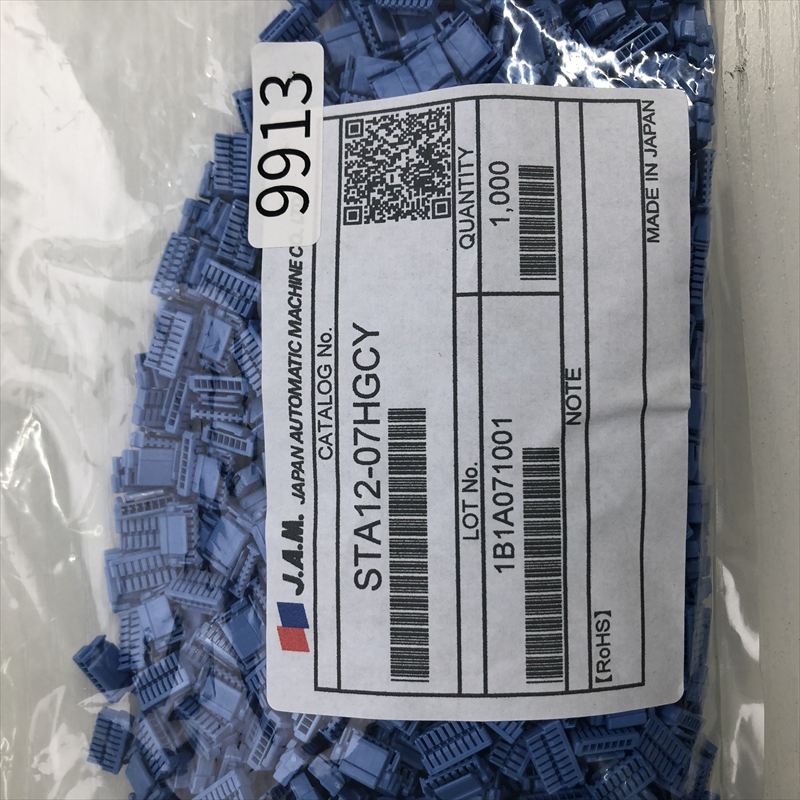 9913
J.A.M. JAPAN AUTOMATIC MACHINE C
CATALOG No.
STA12-07HGCY
QUANTITY
1,000
LOT No.
1B1A071001
NOTE
【RoHS】
MADE IN JAPAN